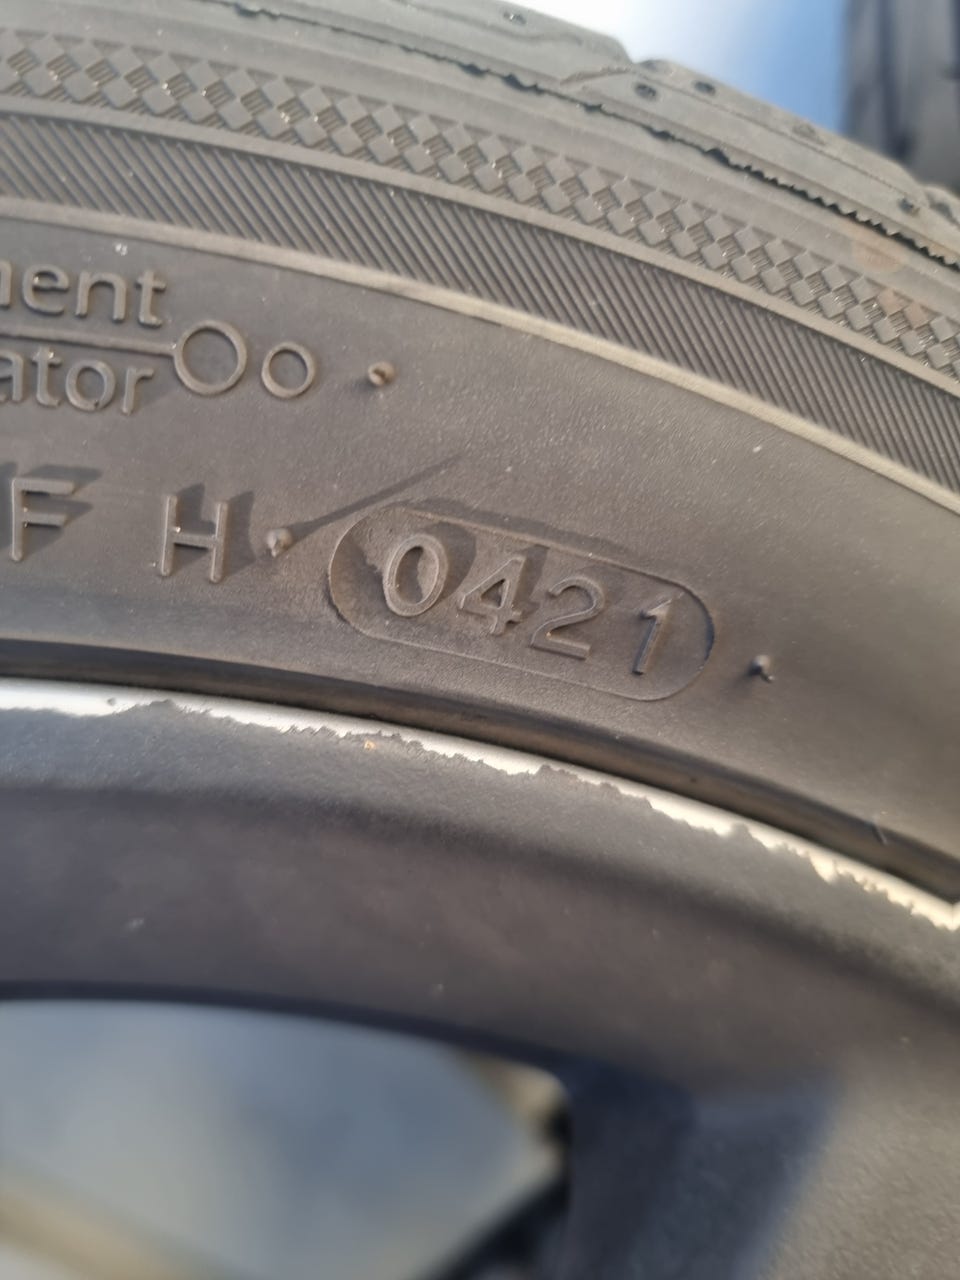 ment
ator
F H 0421